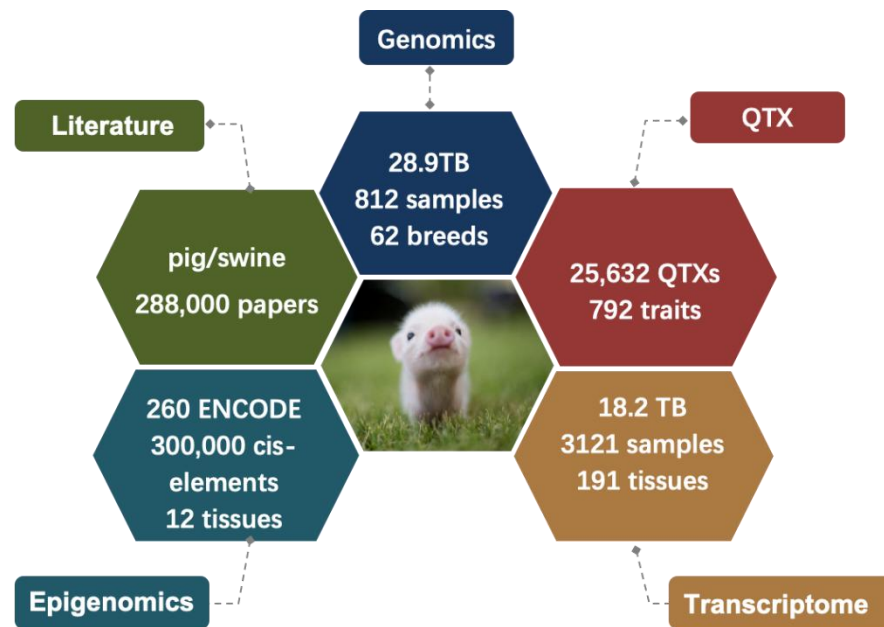 Genomics
Literature
QTX
28.9TB
812 samples
62 breeds
pig/swine
288,000 papers
25,632 QTXs
792 traits
260 ENCODE
300,000 cis-
elements
12 tissues
18.2 TB
3121 samples
191 tissues
Epigenomics
Transcriptome